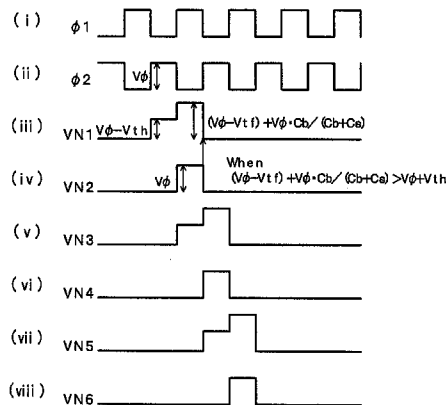 (i) φ1
(ii) φ2 Vφ
(iii) VN1 Vφ-Vth (Vφ-Vtf)+Vφ・Cb/(Cb+Cs)
(iv) VN2 Vφ When
(Vφ-Vtf)+Vφ・Cb/(Cb+Cs)>Vφ+Vth
(v) VN3
(vi) VN4
(vii) VN5
(viii) VN6